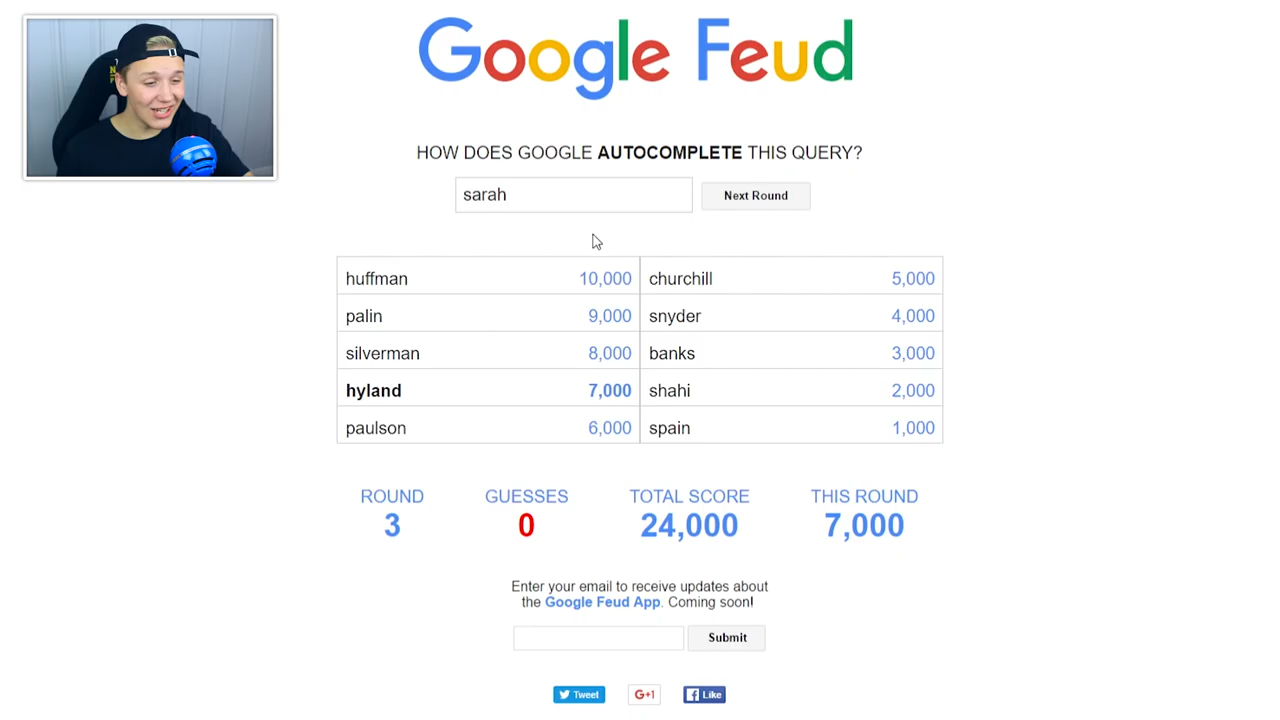 Google Feud
HOW DOES GOOGLE AUTOCOMPLETE THIS QUERY?
sarah
Next Round
huffman 10,000 churchill 5,000
palin 9,000 snyder 4,000
silverman 8,000 banks 3,000
hyland 7,000 shahi 2,000
paulson 6,000 spain 1,000
ROUND GUESSES TOTAL SCORE THIS ROUND
3 0 24,000 7,000
Enter your email to receive updates about
the Google Feud App. Coming soon!
Submit
Tweet G+1 Like